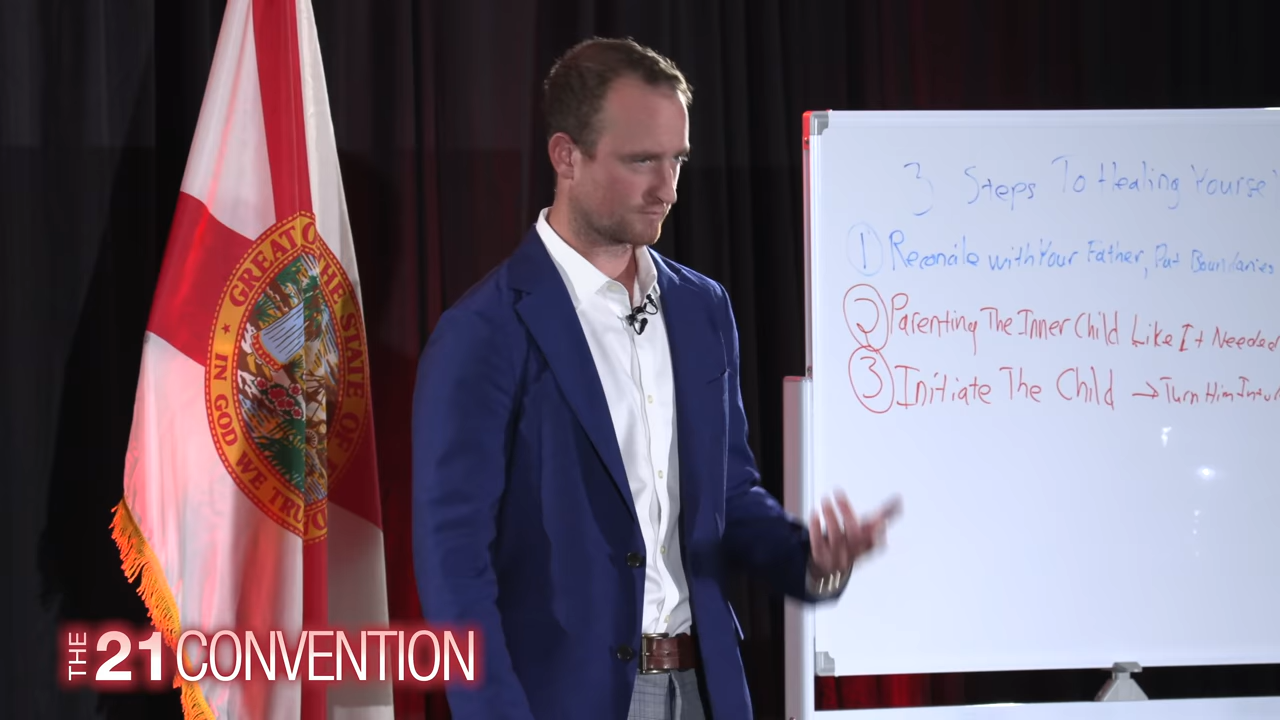 GREAT OF THE STATE OF
IN GOD WE TRUST
3 Steps To Healing Yourse
① Reconcile with Your Father, Put Boundaries
② Parenting The Inner Child Like It Needed
③ Initiate The Child → Turn Him Into
THE 21 CONVENTION